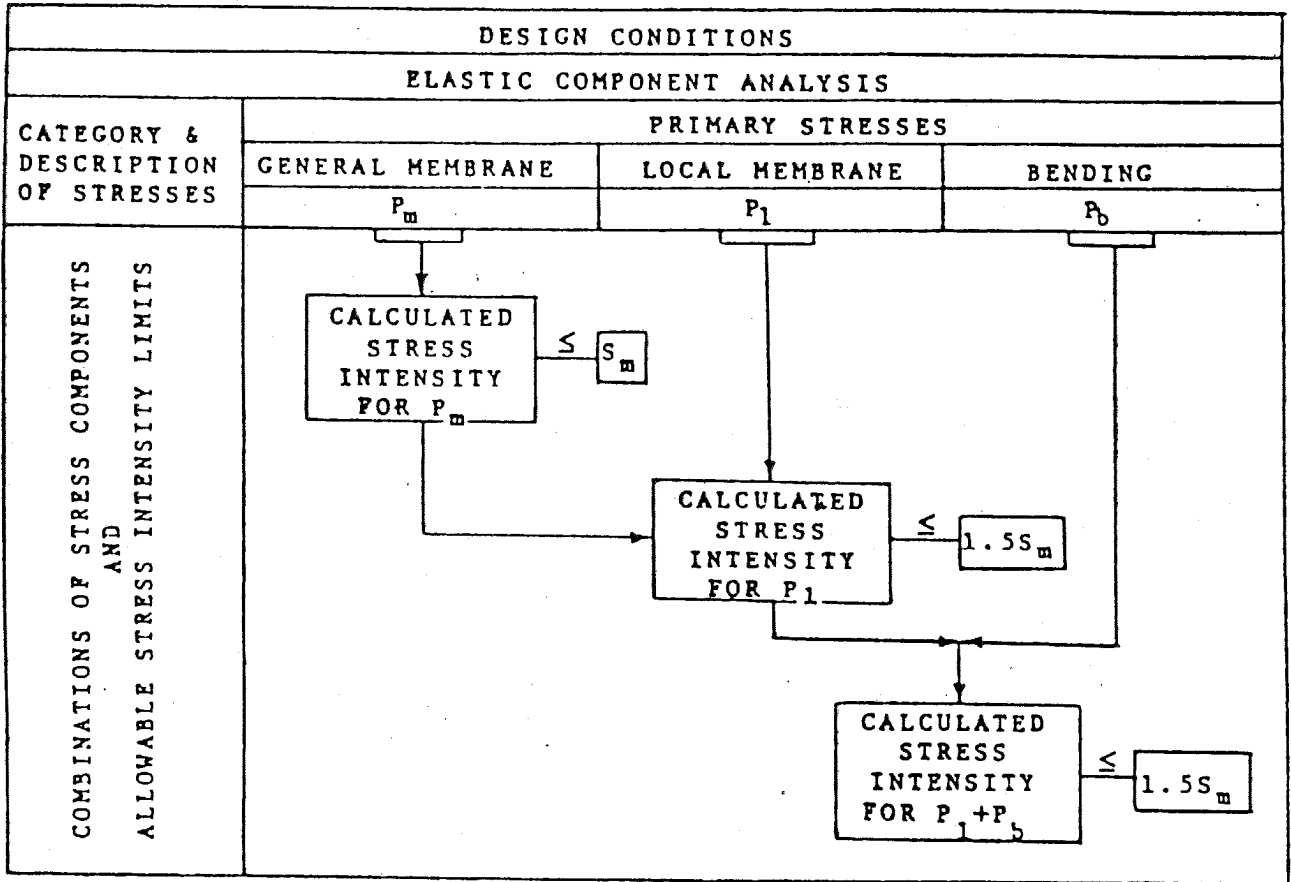 DESIGN CONDITIONS
ELASTIC COMPONENT ANALYSIS
CATEGORY &
DESCRIPTION
OF STRESSES
PRIMARY STRESSES
GENERAL MEMBRANE
LOCAL MEMBRANE
BENDING
Pm
Pl
Pb
COMBINATIONS OF STRESS COMPONENTS
AND
ALLOWABLE STRESS INTENSITY LIMITS
CALCULATED
STRESS
INTENSITY
FOR Pm
≤
Sm
CALCULATED
STRESS
INTENSITY
FOR Pl
≤
1.5Sm
CALCULATED
STRESS
INTENSITY
FOR Pl+Pb
≤
1.5Sm